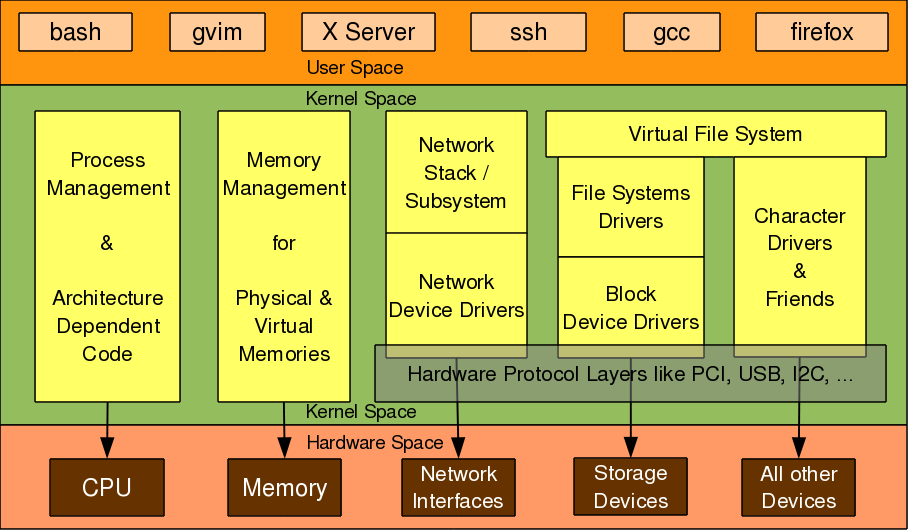 bash
gvim
X Server
ssh
gcc
firefox
User Space
Kernel Space
Process
Management
&
Architecture
Dependent
Code
Memory
Management
for
Physical &
Virtual
Memories
Network
Stack /
Subsystem
Network
Device Drivers
Virtual File System
File Systems
Drivers
Block
Device Drivers
Character
Drivers
&
Friends
Hardware Protocol Layers like PCI, USB, I2C, ...
Kernel Space
Hardware Space
CPU
Memory
Network
Interfaces
Storage
Devices
All other
Devices